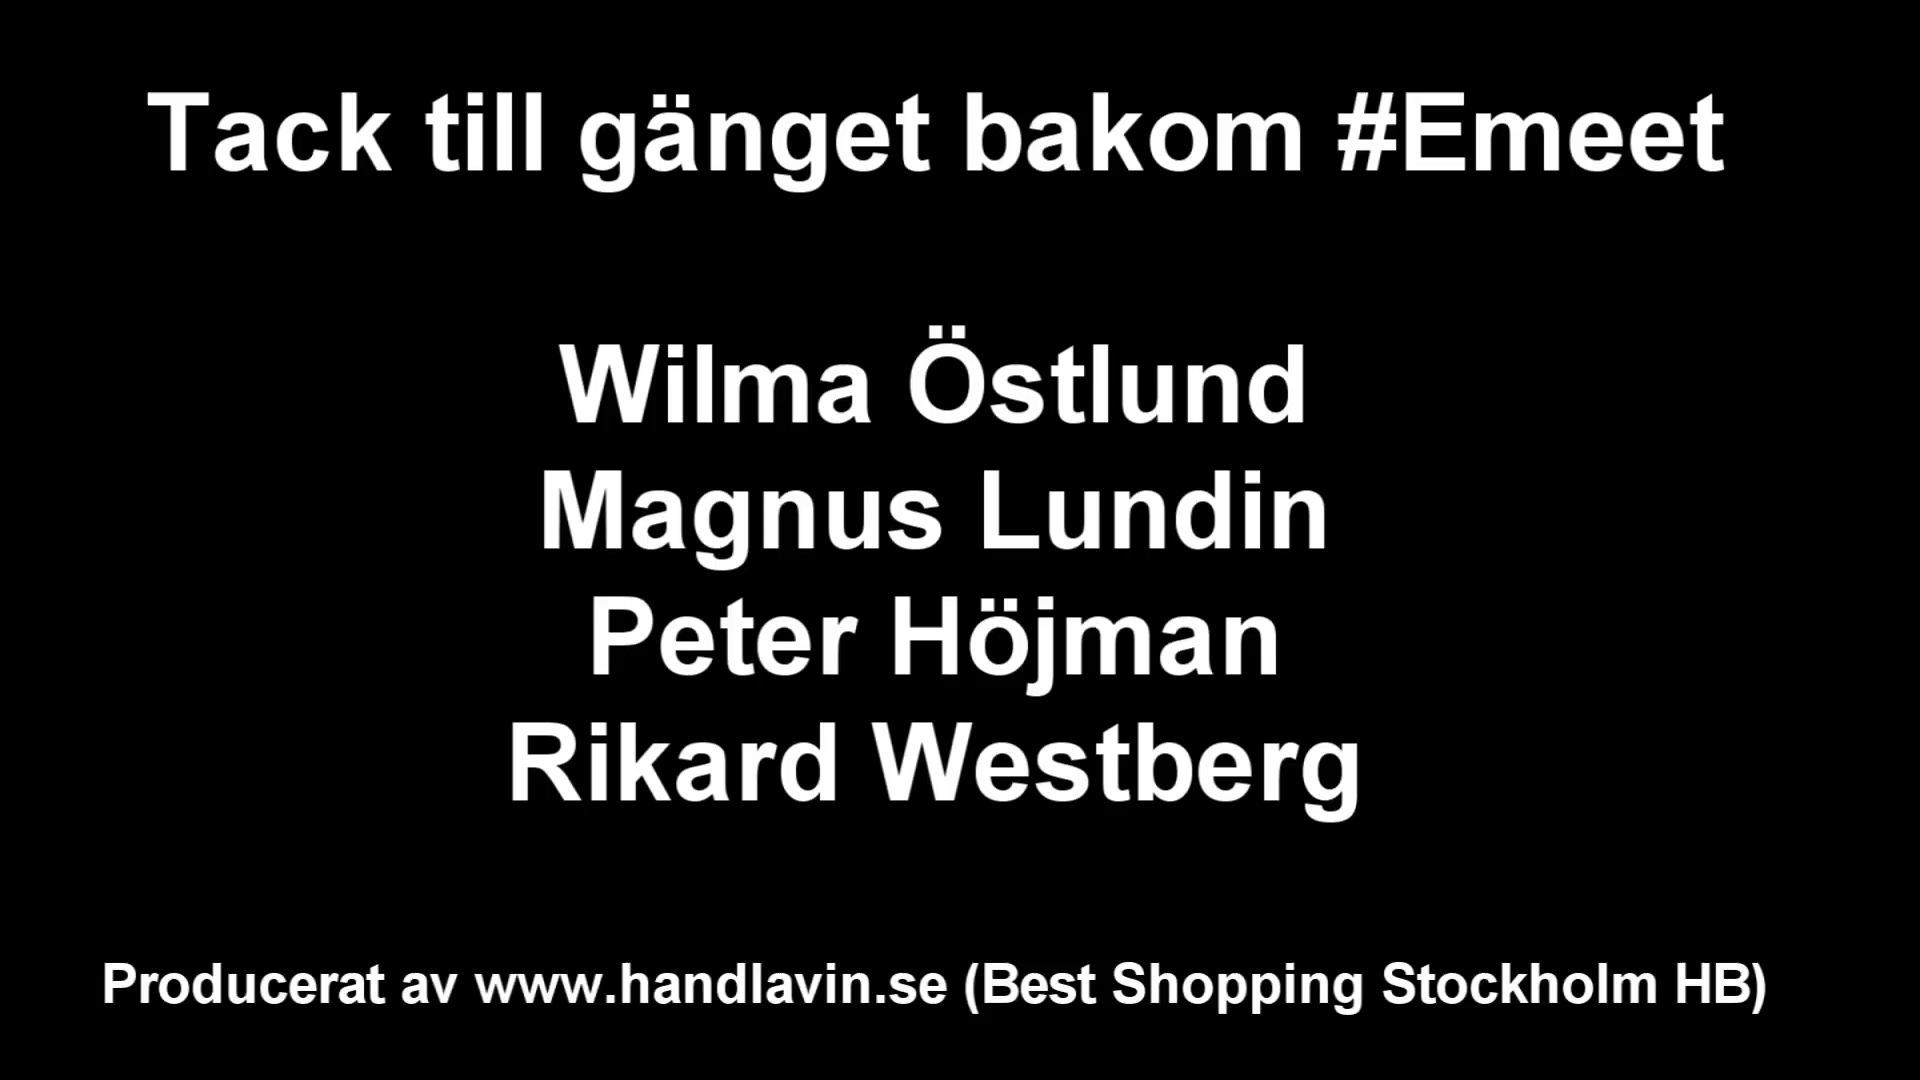 Tack till gänget bakom #Emeet
Wilma Östlund
Magnus Lundin
Peter Höjman
Rikard Westberg
Producerat av www.handlavin.se (Best Shopping Stockholm HB)